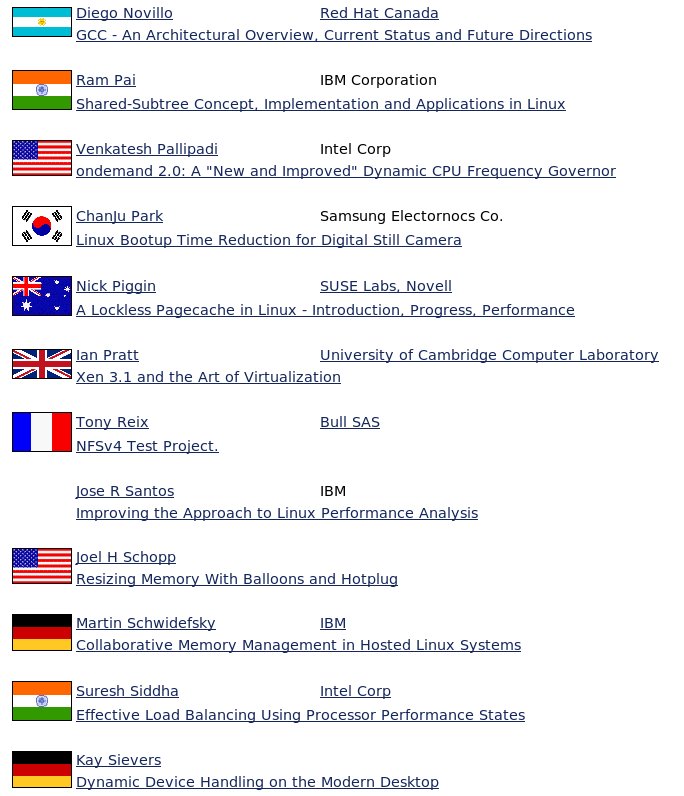 Diego Novillo Red Hat Canada
GCC - An Architectural Overview, Current Status and Future Directions
Ram Pai IBM Corporation
Shared-Subtree Concept, Implementation and Applications in Linux
Venkatesh Pallipadi Intel Corp
ondemand 2.0: A "New and Improved" Dynamic CPU Frequency Governor
ChanJu Park Samsung Electornocs Co.
Linux Bootup Time Reduction for Digital Still Camera
Nick Piggin SUSE Labs, Novell
A Lockless Pagecache in Linux - Introduction, Progress, Performance
Ian Pratt University of Cambridge Computer Laboratory
Xen 3.1 and the Art of Virtualization
Tony Reix Bull SAS
NFSv4 Test Project.
Jose R Santos IBM
Improving the Approach to Linux Performance Analysis
Joel H Schopp
Resizing Memory With Balloons and Hotplug
Martin Schwidefsky IBM
Collaborative Memory Management in Hosted Linux Systems
Suresh Siddha Intel Corp
Effective Load Balancing Using Processor Performance States
Kay Sievers
Dynamic Device Handling on the Modern Desktop